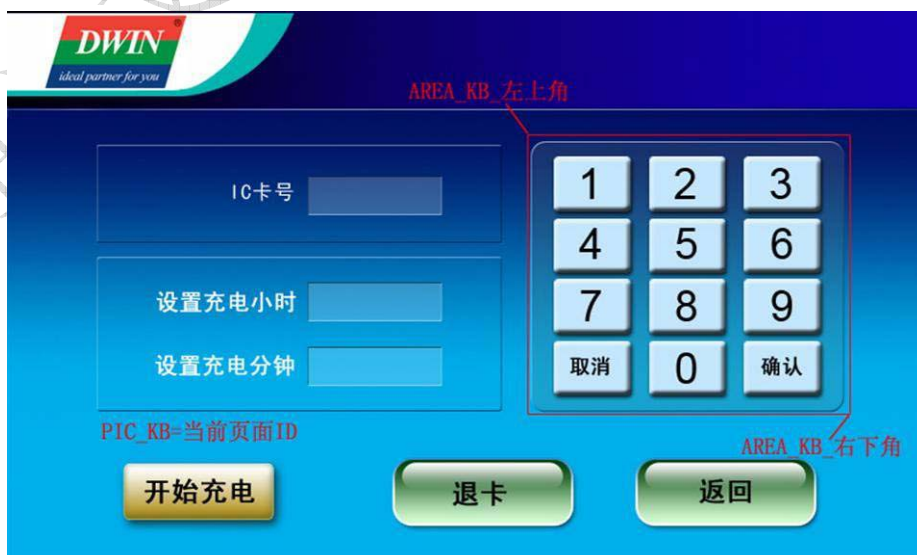 DWIN
®
ideal partner for you
AREA_KB_左上角
IC卡号
1 2 3
4 5 6
设置充电小时
7 8 9
设置充电分钟
取消 0 确认
PIC_KB=当前页面ID
AREA_KB_右下角
开始充电
退卡
返回